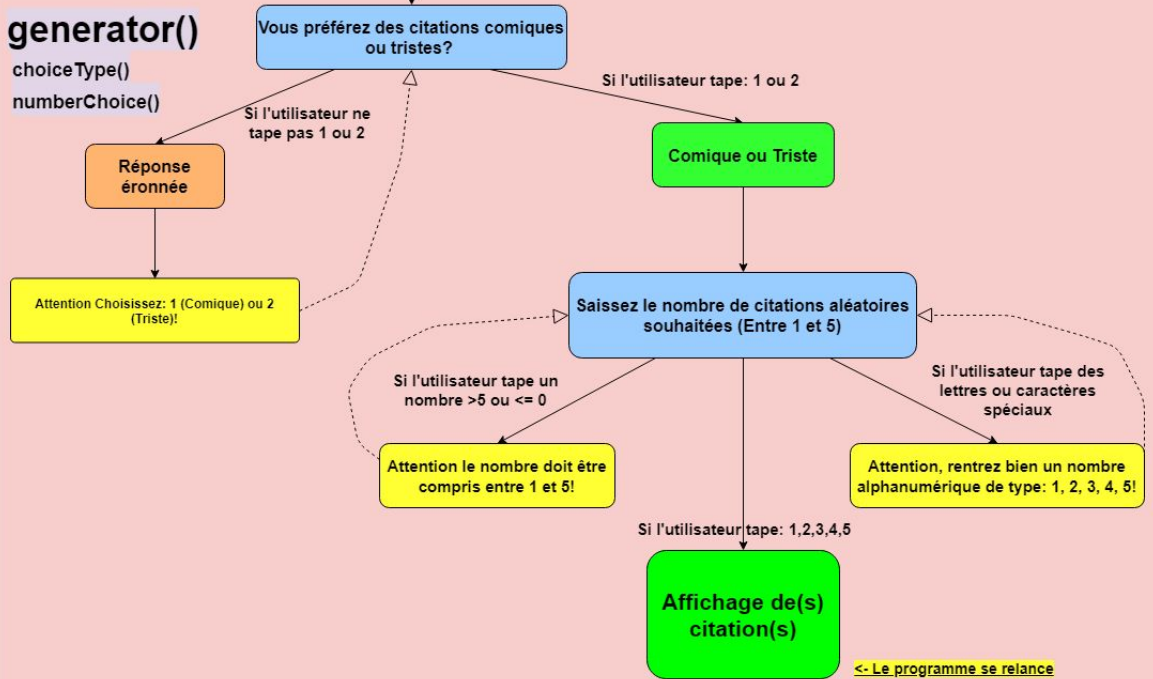 generator()
choiceType()
numberChoice()
Vous préférez des citations comiques
ou tristes?
Si l'utilisateur ne
tape pas 1 ou 2
Si l'utilisateur tape: 1 ou 2
Réponse
éronnée
Comique ou Triste
Attention Choisissez: 1 (Comique) ou 2
(Triste)!
Saissez le nombre de citations aléatoires
souhaitées (Entre 1 et 5)
Si l'utilisateur tape un
nombre >5 ou <= 0
Si l'utilisateur tape des
lettres ou caractères
spéciaux
Attention le nombre doit être
compris entre 1 et 5!
Attention, rentrez bien un nombre
alphanumérique de type: 1, 2, 3, 4, 5!
Si l'utilisateur tape: 1,2,3,4,5
Affichage de(s)
citation(s)
<- Le programme se relance